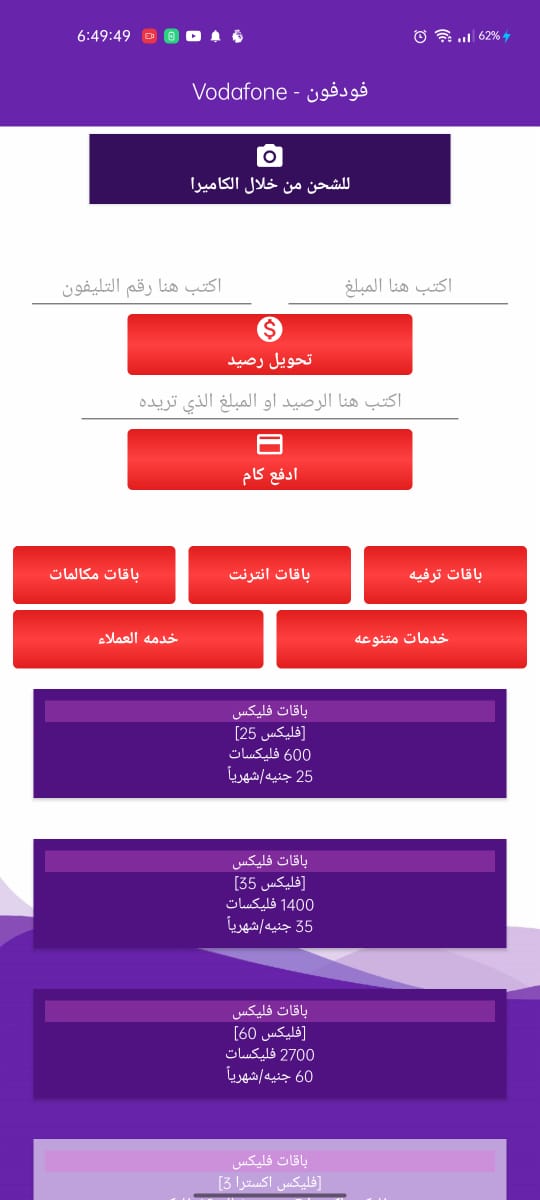 6:49:49
62%
فودفون - Vodafone
للشحن من خلال الكاميرا
اكتب هنا المبلغ
اكتب هنا رقم التليفون
تحويل رصيد
اكتب هنا الرصيد او المبلغ الذي تريده
ادفع كام
باقات ترفيه
باقات انترنت
باقات مكالمات
خدمات متنوعه
خدمه العملاء
باقات فليكس
[فليكس 25]
600 فليكسات
25 جنيه/شهرياً
باقات فليكس
[فليكس 35]
1400 فليكسات
35 جنيه/شهرياً
باقات فليكس
[فليكس 60]
2700 فليكسات
60 جنيه/شهرياً
باقات فليكس
[فليكس اكسترا 3]